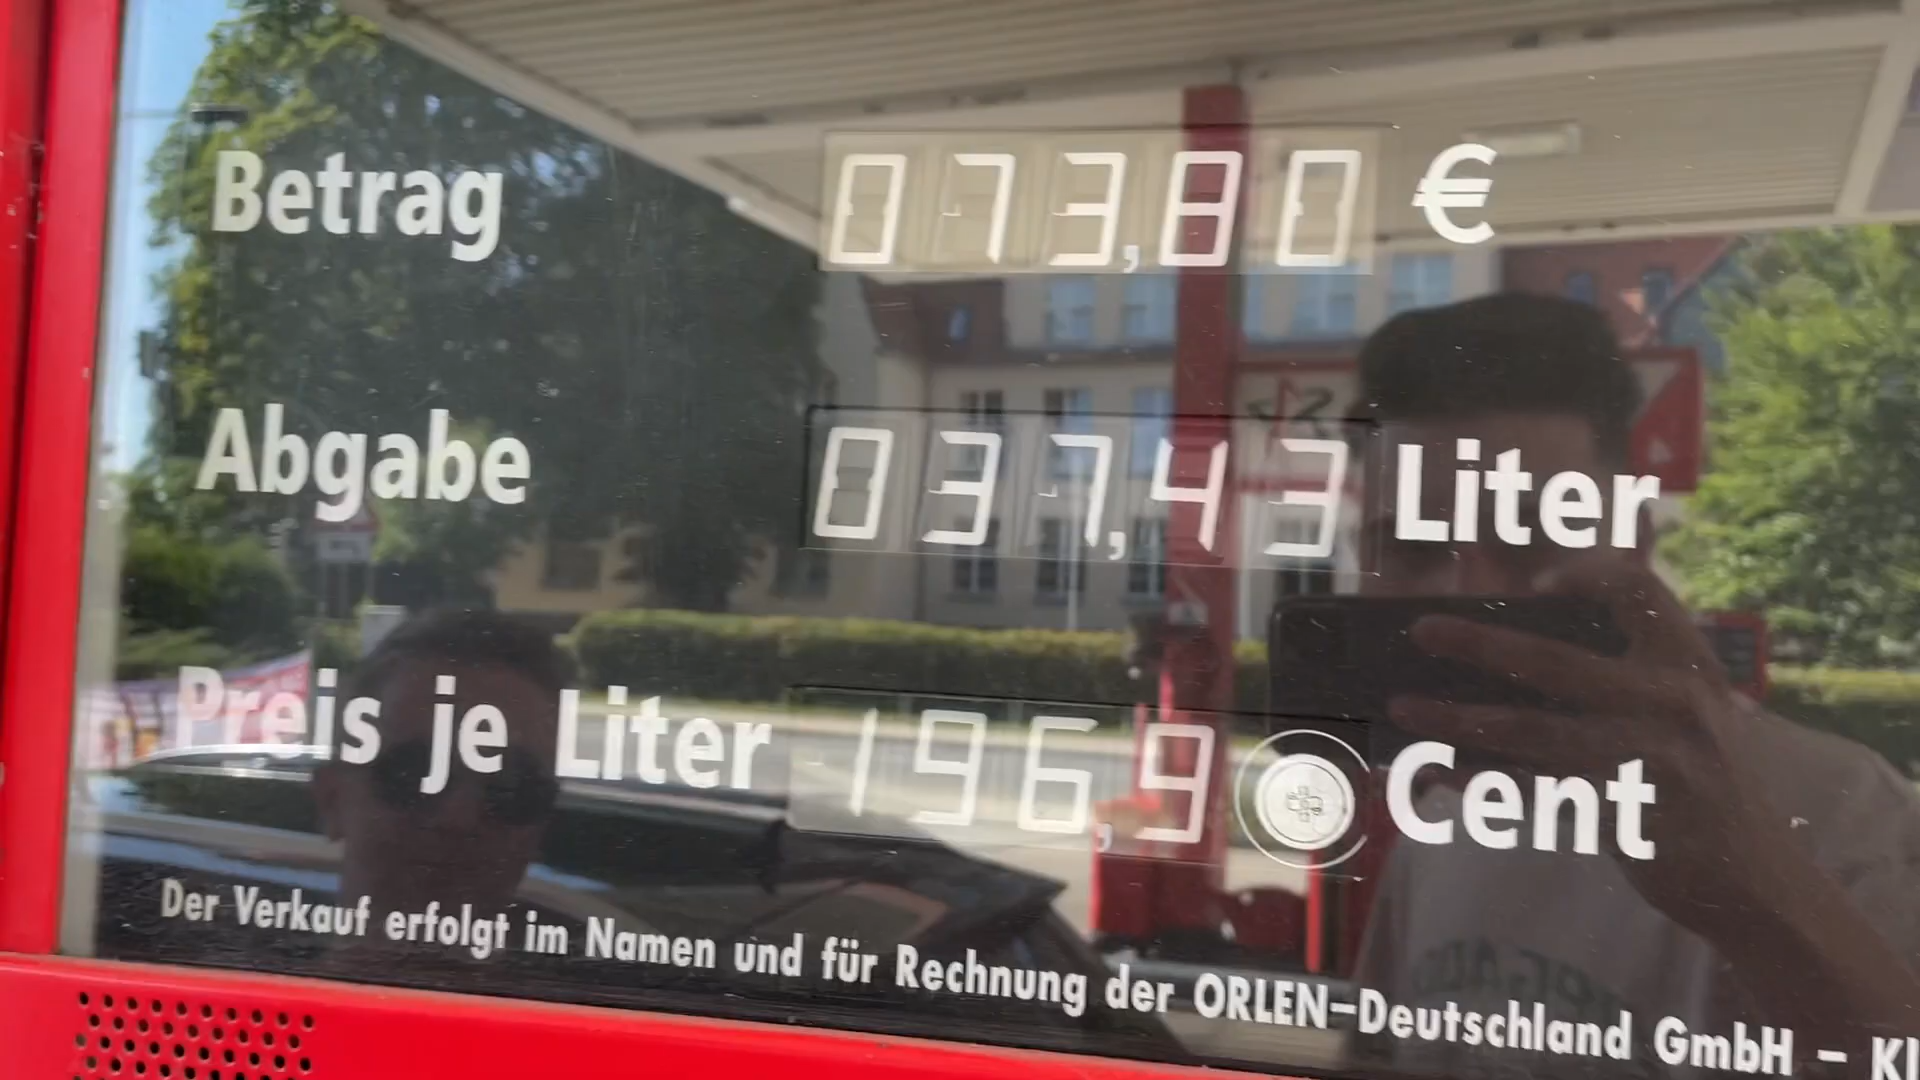 Betrag 073,80 €
Abgabe 037,43 Liter
Preis je Liter 196,9 Cent
Der Verkauf erfolgt im Namen und für Rechnung der ORLEN-Deutschland GmbH -